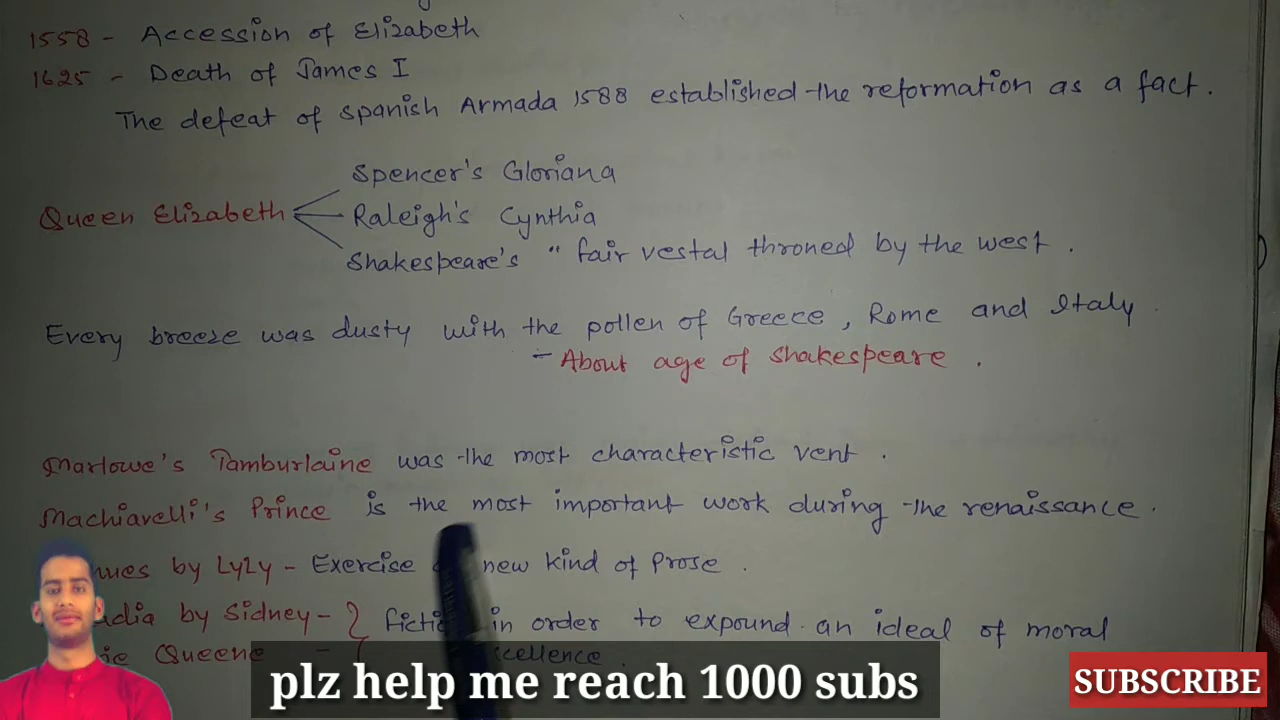 1558 - Accession of Elizabeth
1625 - Death of James I
The defeat of Spanish Armada 1588 established the reformation as a fact.
Spencer's Gloriana
Queen Elizabeth Raleigh's Cynthia
Shakespeare's "fair vestal throned by the west.
Every breeze was dusty with the pollen of Greece, Rome and Italy.
- About age of Shakespeare.
Marlowe's Tamburlaine was the most characteristic vent.
Machiavelli's Prince is the most important work during the renaissance.
by Lyly - Exercise new kind of Prose.
by Sidney - } fiction in order to expound an ideal of moral
Queene - 
plz help me reach 1000 subs
SUBSCRIBE